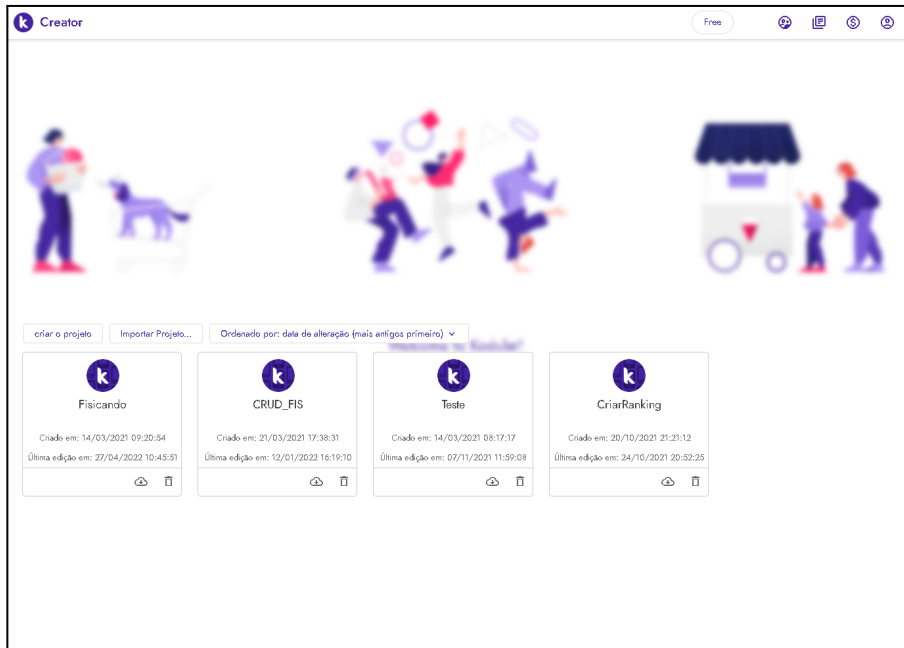 Creator
Free
criar o projeto
Importar Projeto...
Ordenado por: data de alteração (mais antigos primeiro)
Welcome to Kodular!
Fisicando
Criado em: 14/03/2021 09:20:54
Última edição em: 27/04/2022 10:45:51
CRUD_FIS
Criado em: 21/03/2021 17:38:31
Última edição em: 12/01/2022 16:19:10
Teste
Criado em: 14/03/2021 08:17:17
Última edição em: 07/11/2021 11:59:08
CriarRanking
Criado em: 20/10/2021 21:21:12
Última edição em: 24/10/2021 20:52:25